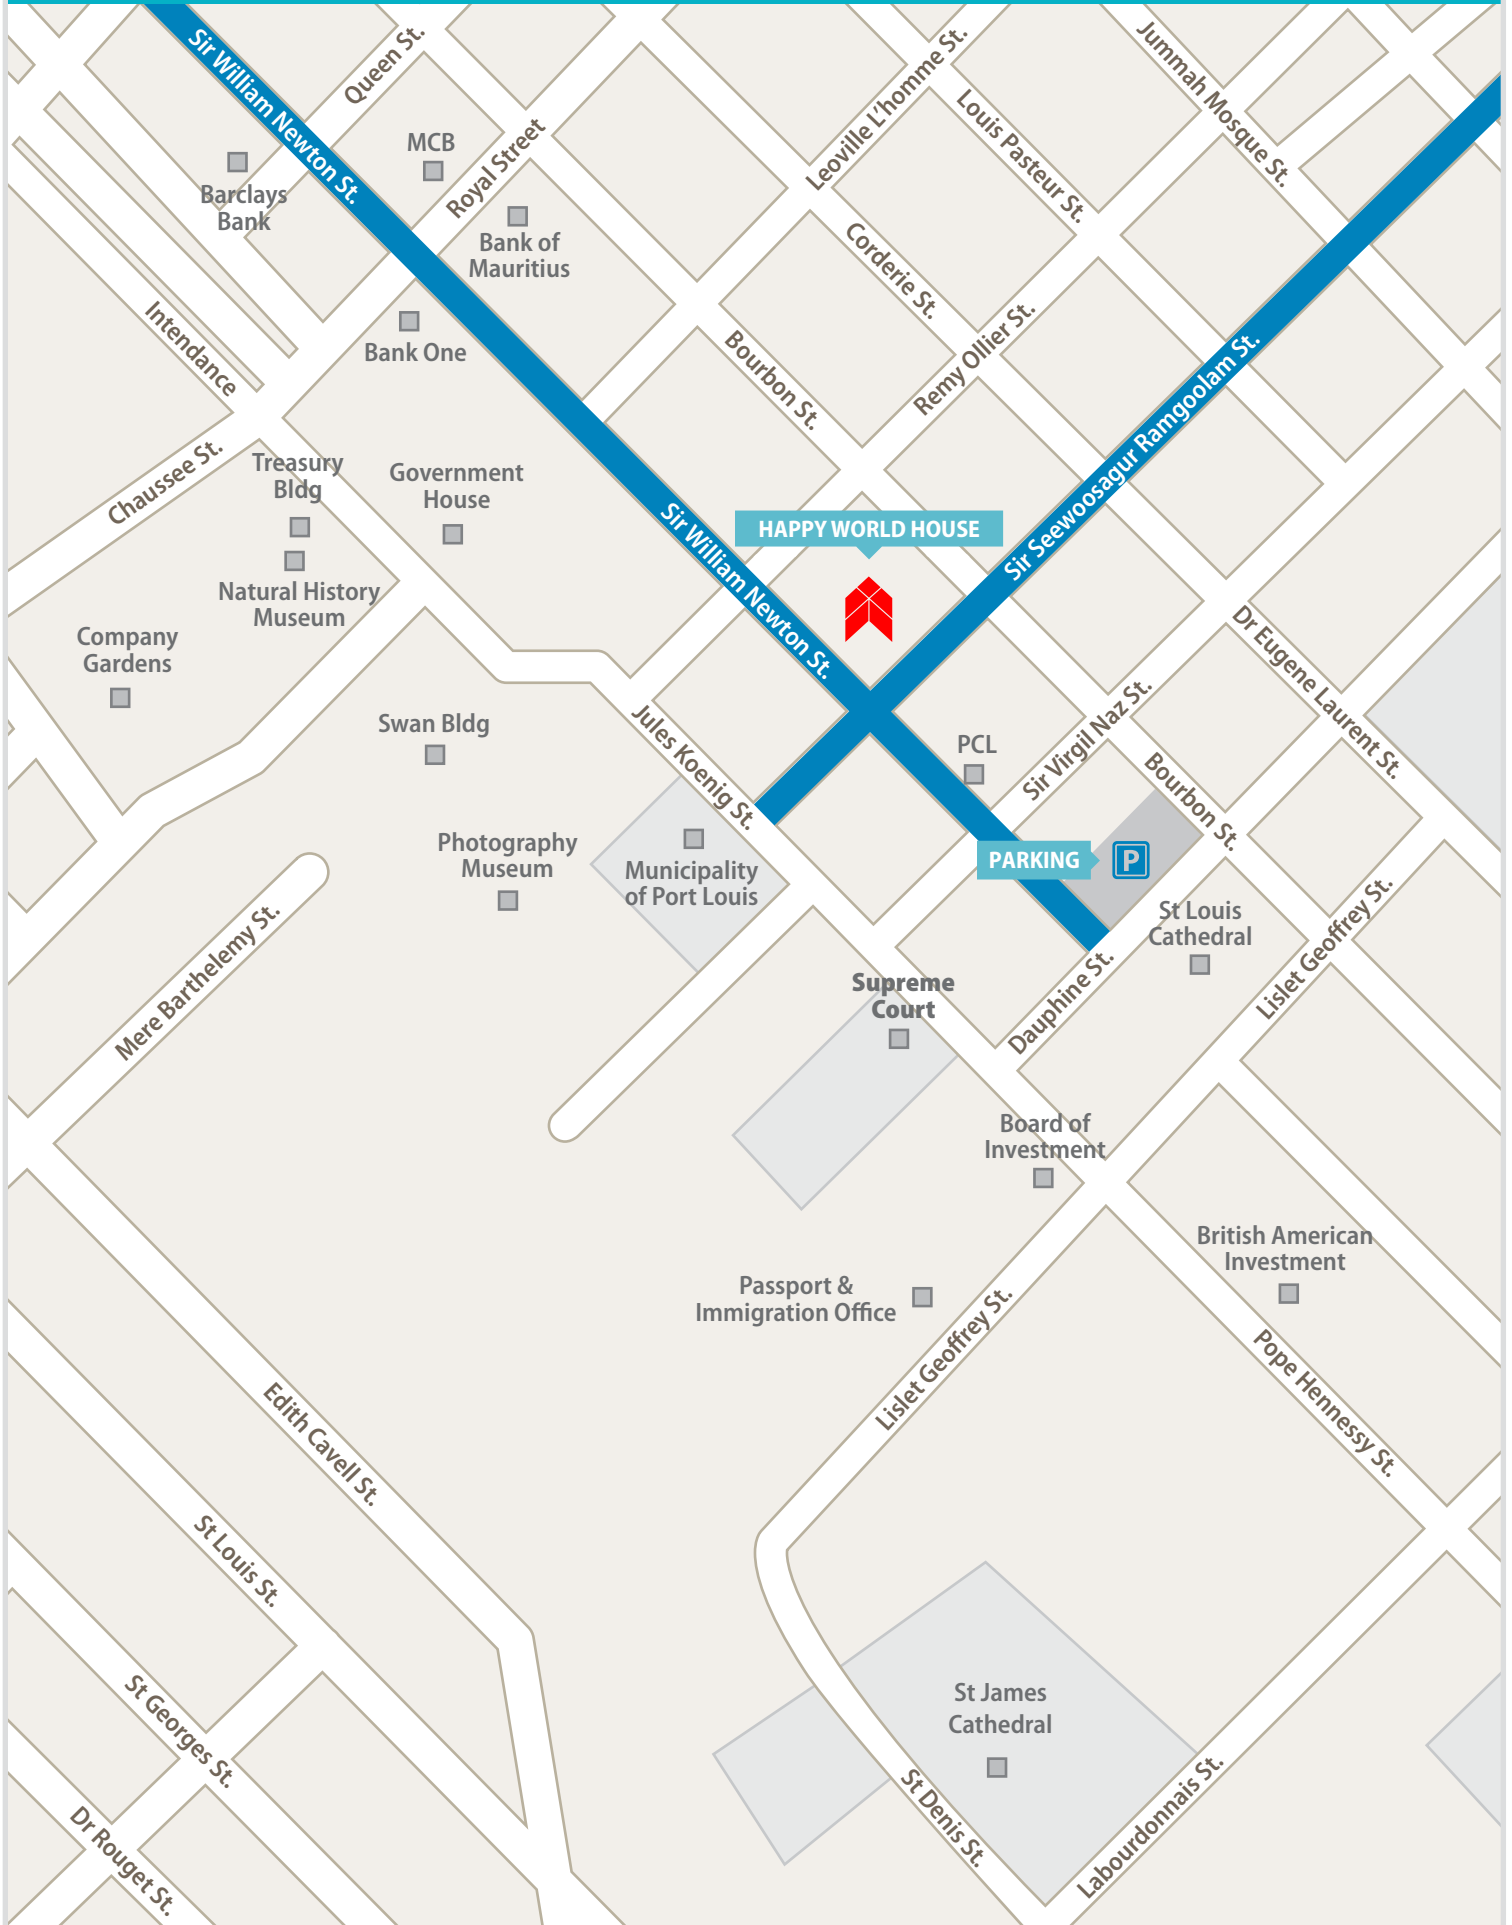 Sir William Newton St.
Queen St.
Leoville L'homme St.
Jummah Mosque St.
Louis Pasteur St.
MCB
Royal Street
Barclays
Bank
Bank of
Mauritius
Corderie St.
Intendance
Bank One
Bourbon St.
Remy Ollier St.
Sir Seewoosagur Ramgoolam St.
Chaussee St.
Treasury
Bldg
Government
House
Sir William Newton St.
HAPPY WORLD HOUSE
Natural History
Museum
Company
Gardens
Dr Eugene Laurent St.
Swan Bldg
Jules Koenig St.
PCL
Sir Virgil Naz St.
Bourbon St.
Photography
Museum
Municipality
of Port Louis
PARKING
P
St Louis
Cathedral
Lislet Geoffrey St.
Mere Barthelemy St.
Supreme
Court
Dauphine St.
Board of
Investment
British American
Investment
Passport &
Immigration Office
Lislet Geoffrey St.
Pope Hennessy St.
Edith Cavell St.
St Louis St.
St Georges St.
St James
Cathedral
Dr Rouget St.
St Denis St.
Labourdonnais St.